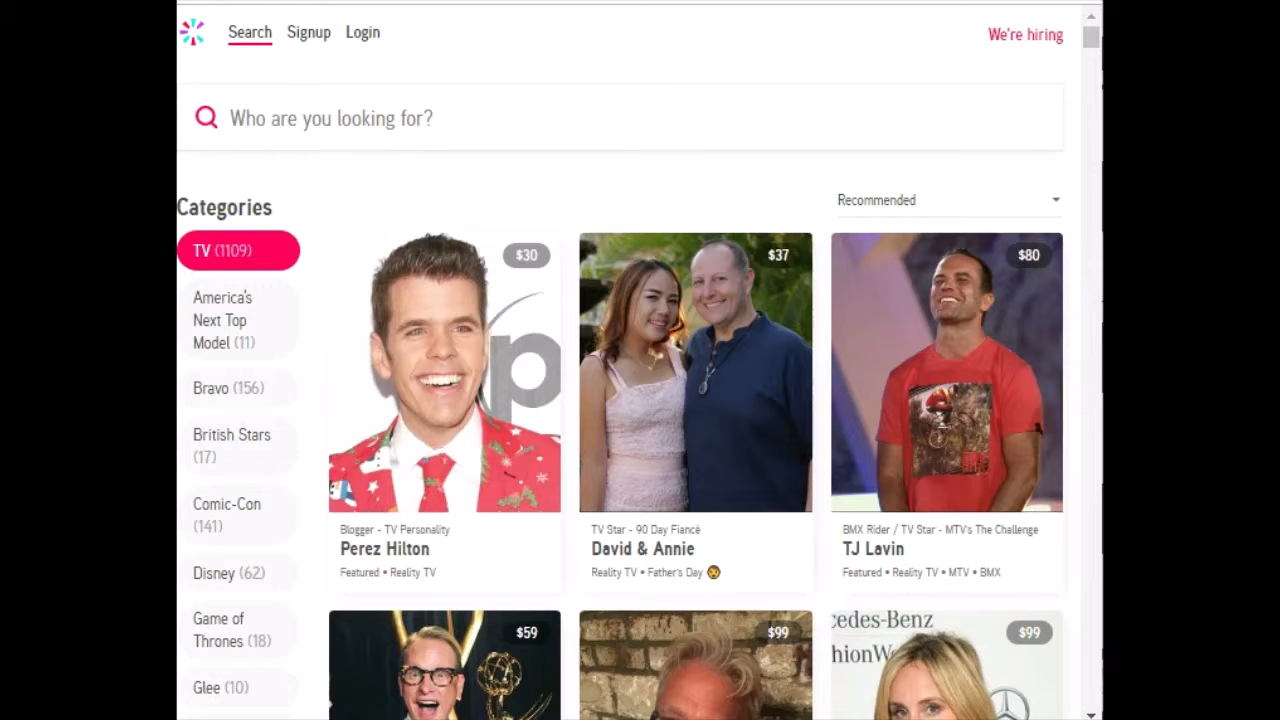 Search Signup Login
We're hiring
Who are you looking for?
Recommended
Categories
TV (1109)
America's
Next Top
Model (11)
Bravo (156)
British Stars
(17)
Comic-Con
(141)
Disney (62)
Game of
Thrones (18)
Glee (10)
$30
p
Blogger - TV Personality
Perez Hilton
Featured • Reality TV
$37
TV Star - 90 Day Fiancé
David & Annie
Reality TV • Father's Day 🧔
$80
BMX Rider / TV Star - MTV's The Challenge
TJ Lavin
Featured • Reality TV • MTV • BMX
$59
$99
cedes-Benz
hionW
$99